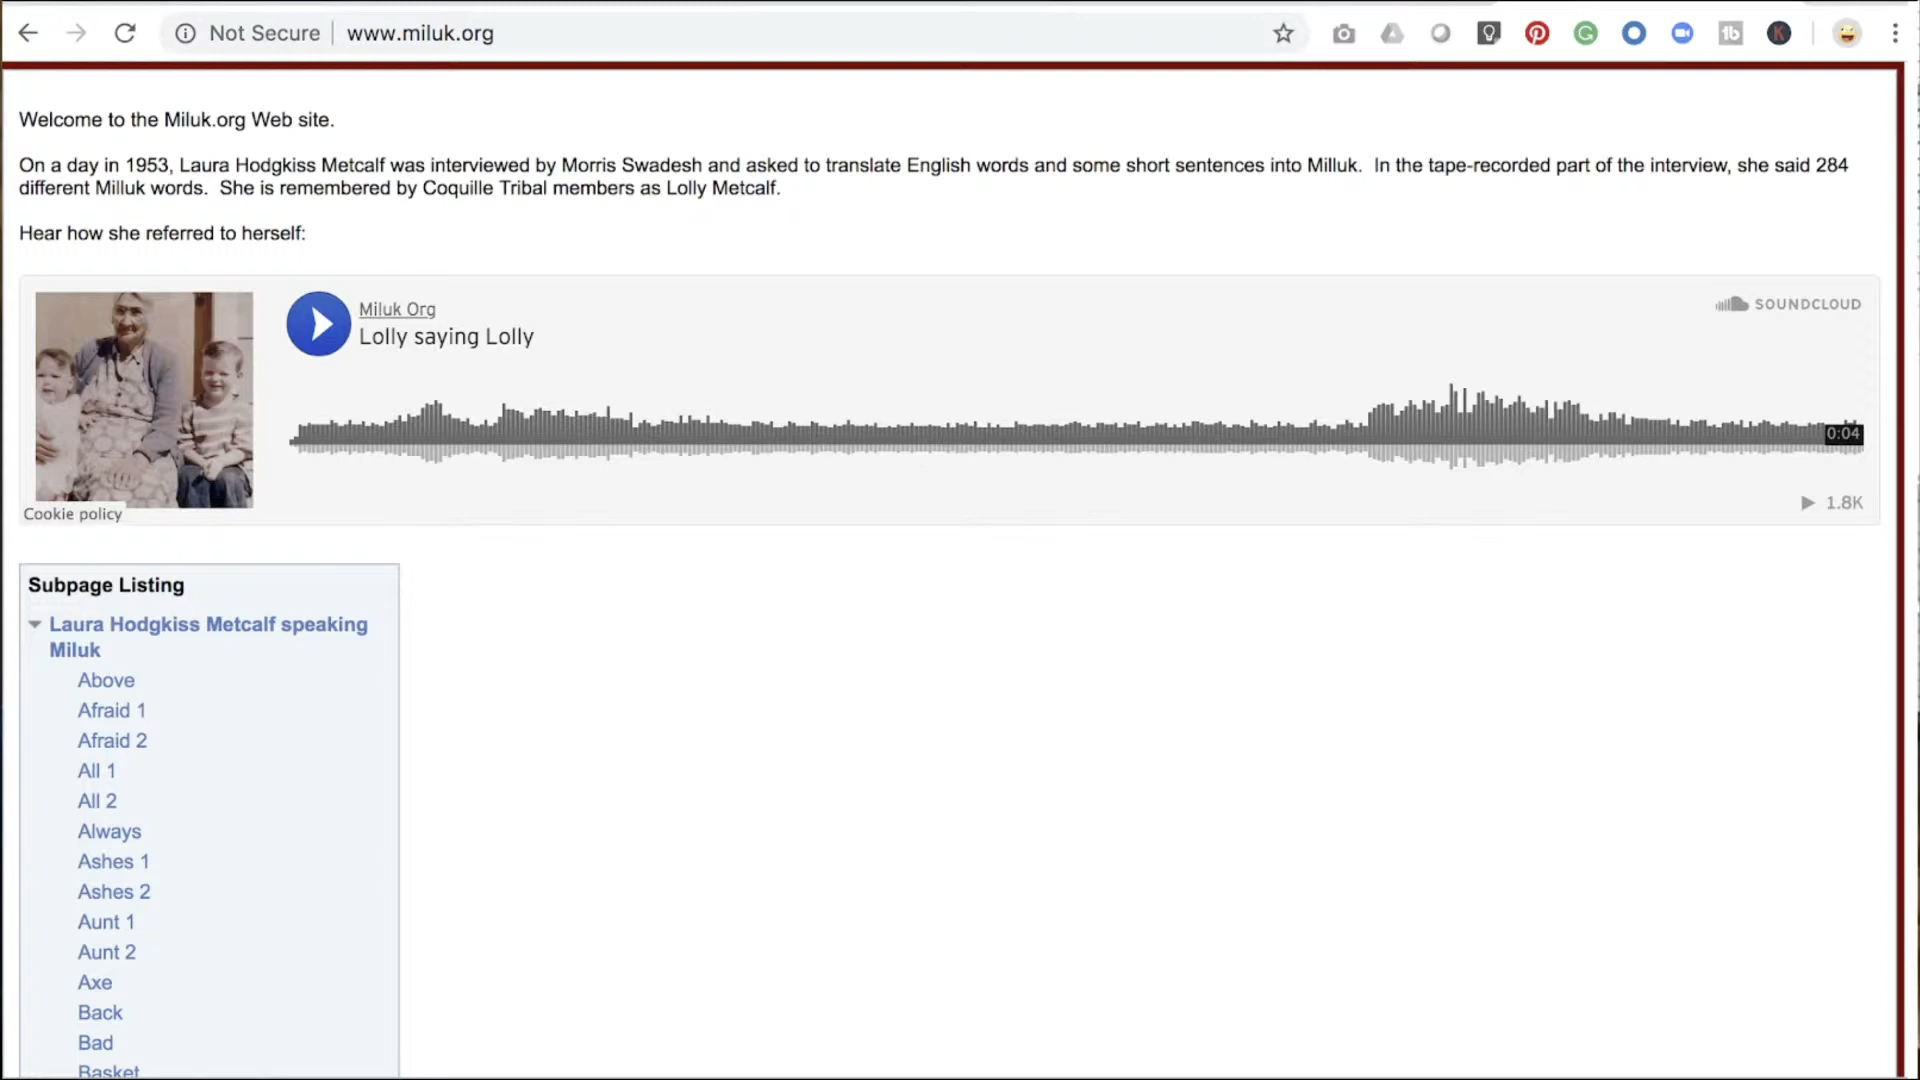 Not Secure www.miluk.org
Welcome to the Miluk.org Web site.
On a day in 1953, Laura Hodgkiss Metcalf was interviewed by Morris Swadesh and asked to translate English words and some short sentences into Milluk.  In the tape-recorded part of the interview, she said 284
different Milluk words.  She is remembered by Coquille Tribal members as Lolly Metcalf.
Hear how she referred to herself:
Miluk Org
SOUNDCLOUD
Lolly saying Lolly
0:04
1.8K
Cookie policy
Subpage Listing
Laura Hodgkiss Metcalf speaking
Miluk
Above
Afraid 1
Afraid 2
All 1
All 2
Always
Ashes 1
Ashes 2
Aunt 1
Aunt 2
Axe
Back
Bad
Basket